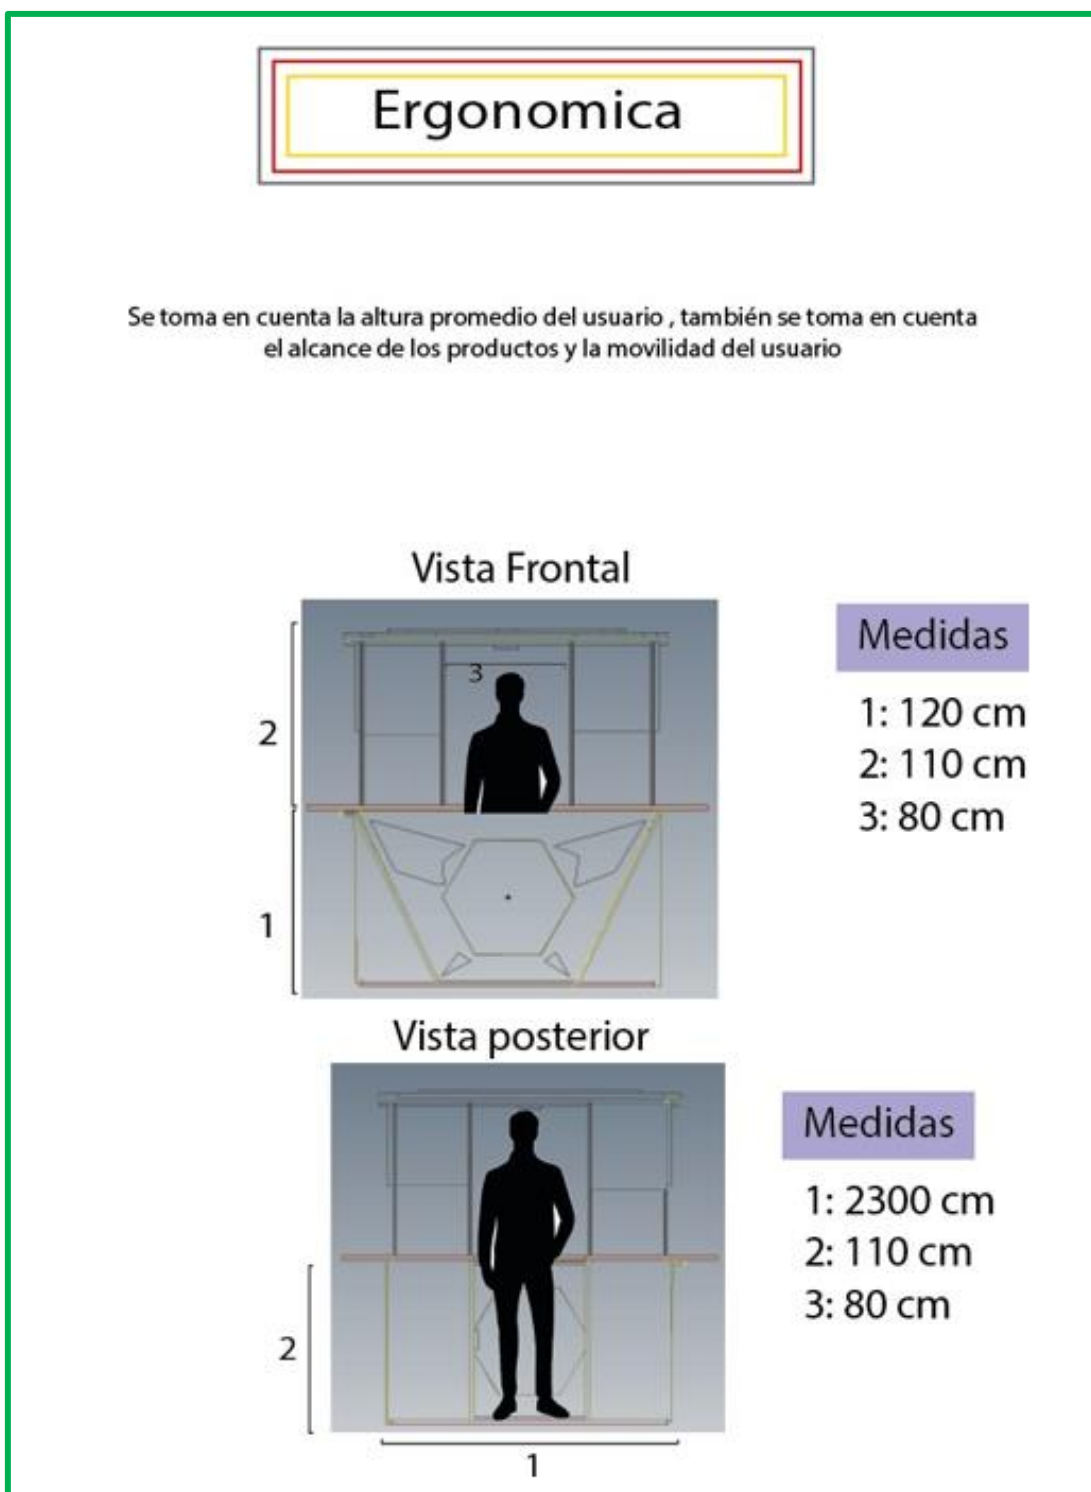 Ergonomica
Se toma en cuenta la altura promedio del usuario , también se toma en cuenta
el alcance de los productos y la movilidad del usuario
Vista Frontal
Medidas
1: 120 cm
2: 110 cm
3: 80 cm
3
2
1
Vista posterior
Medidas
1: 2300 cm
2: 110 cm
3: 80 cm
2
1